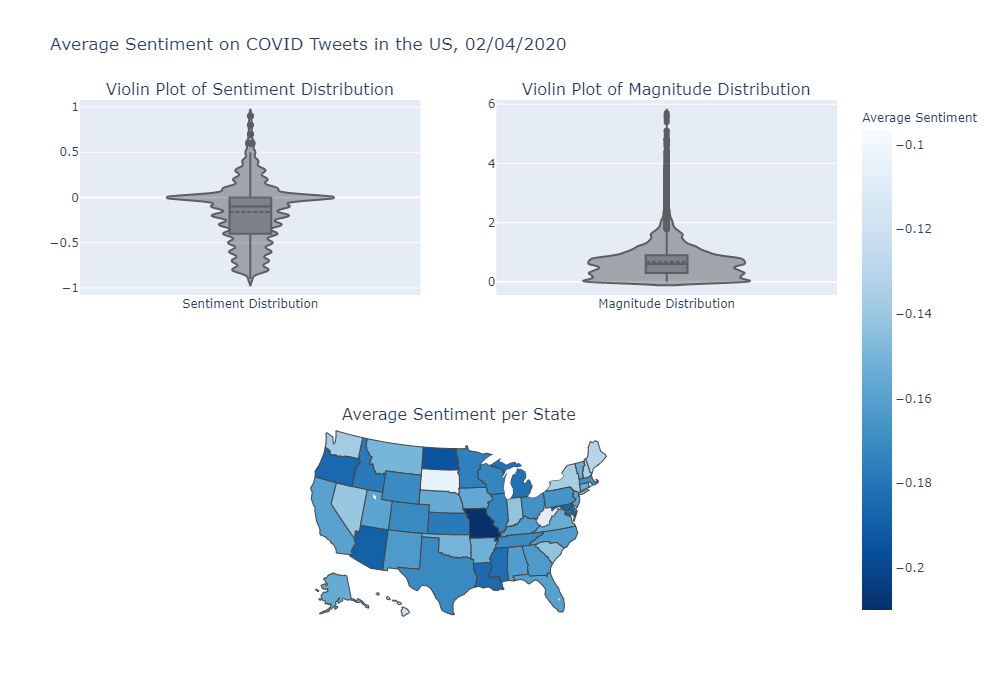 Average Sentiment on COVID Tweets in the US, 02/04/2020
Violin Plot of Sentiment Distribution
1
0.5
0
−0.5
−1
Sentiment Distribution
Violin Plot of Magnitude Distribution
6
4
2
0
Magnitude Distribution
Average Sentiment
−0.1
−0.12
−0.14
−0.16
−0.18
−0.2
Average Sentiment per State